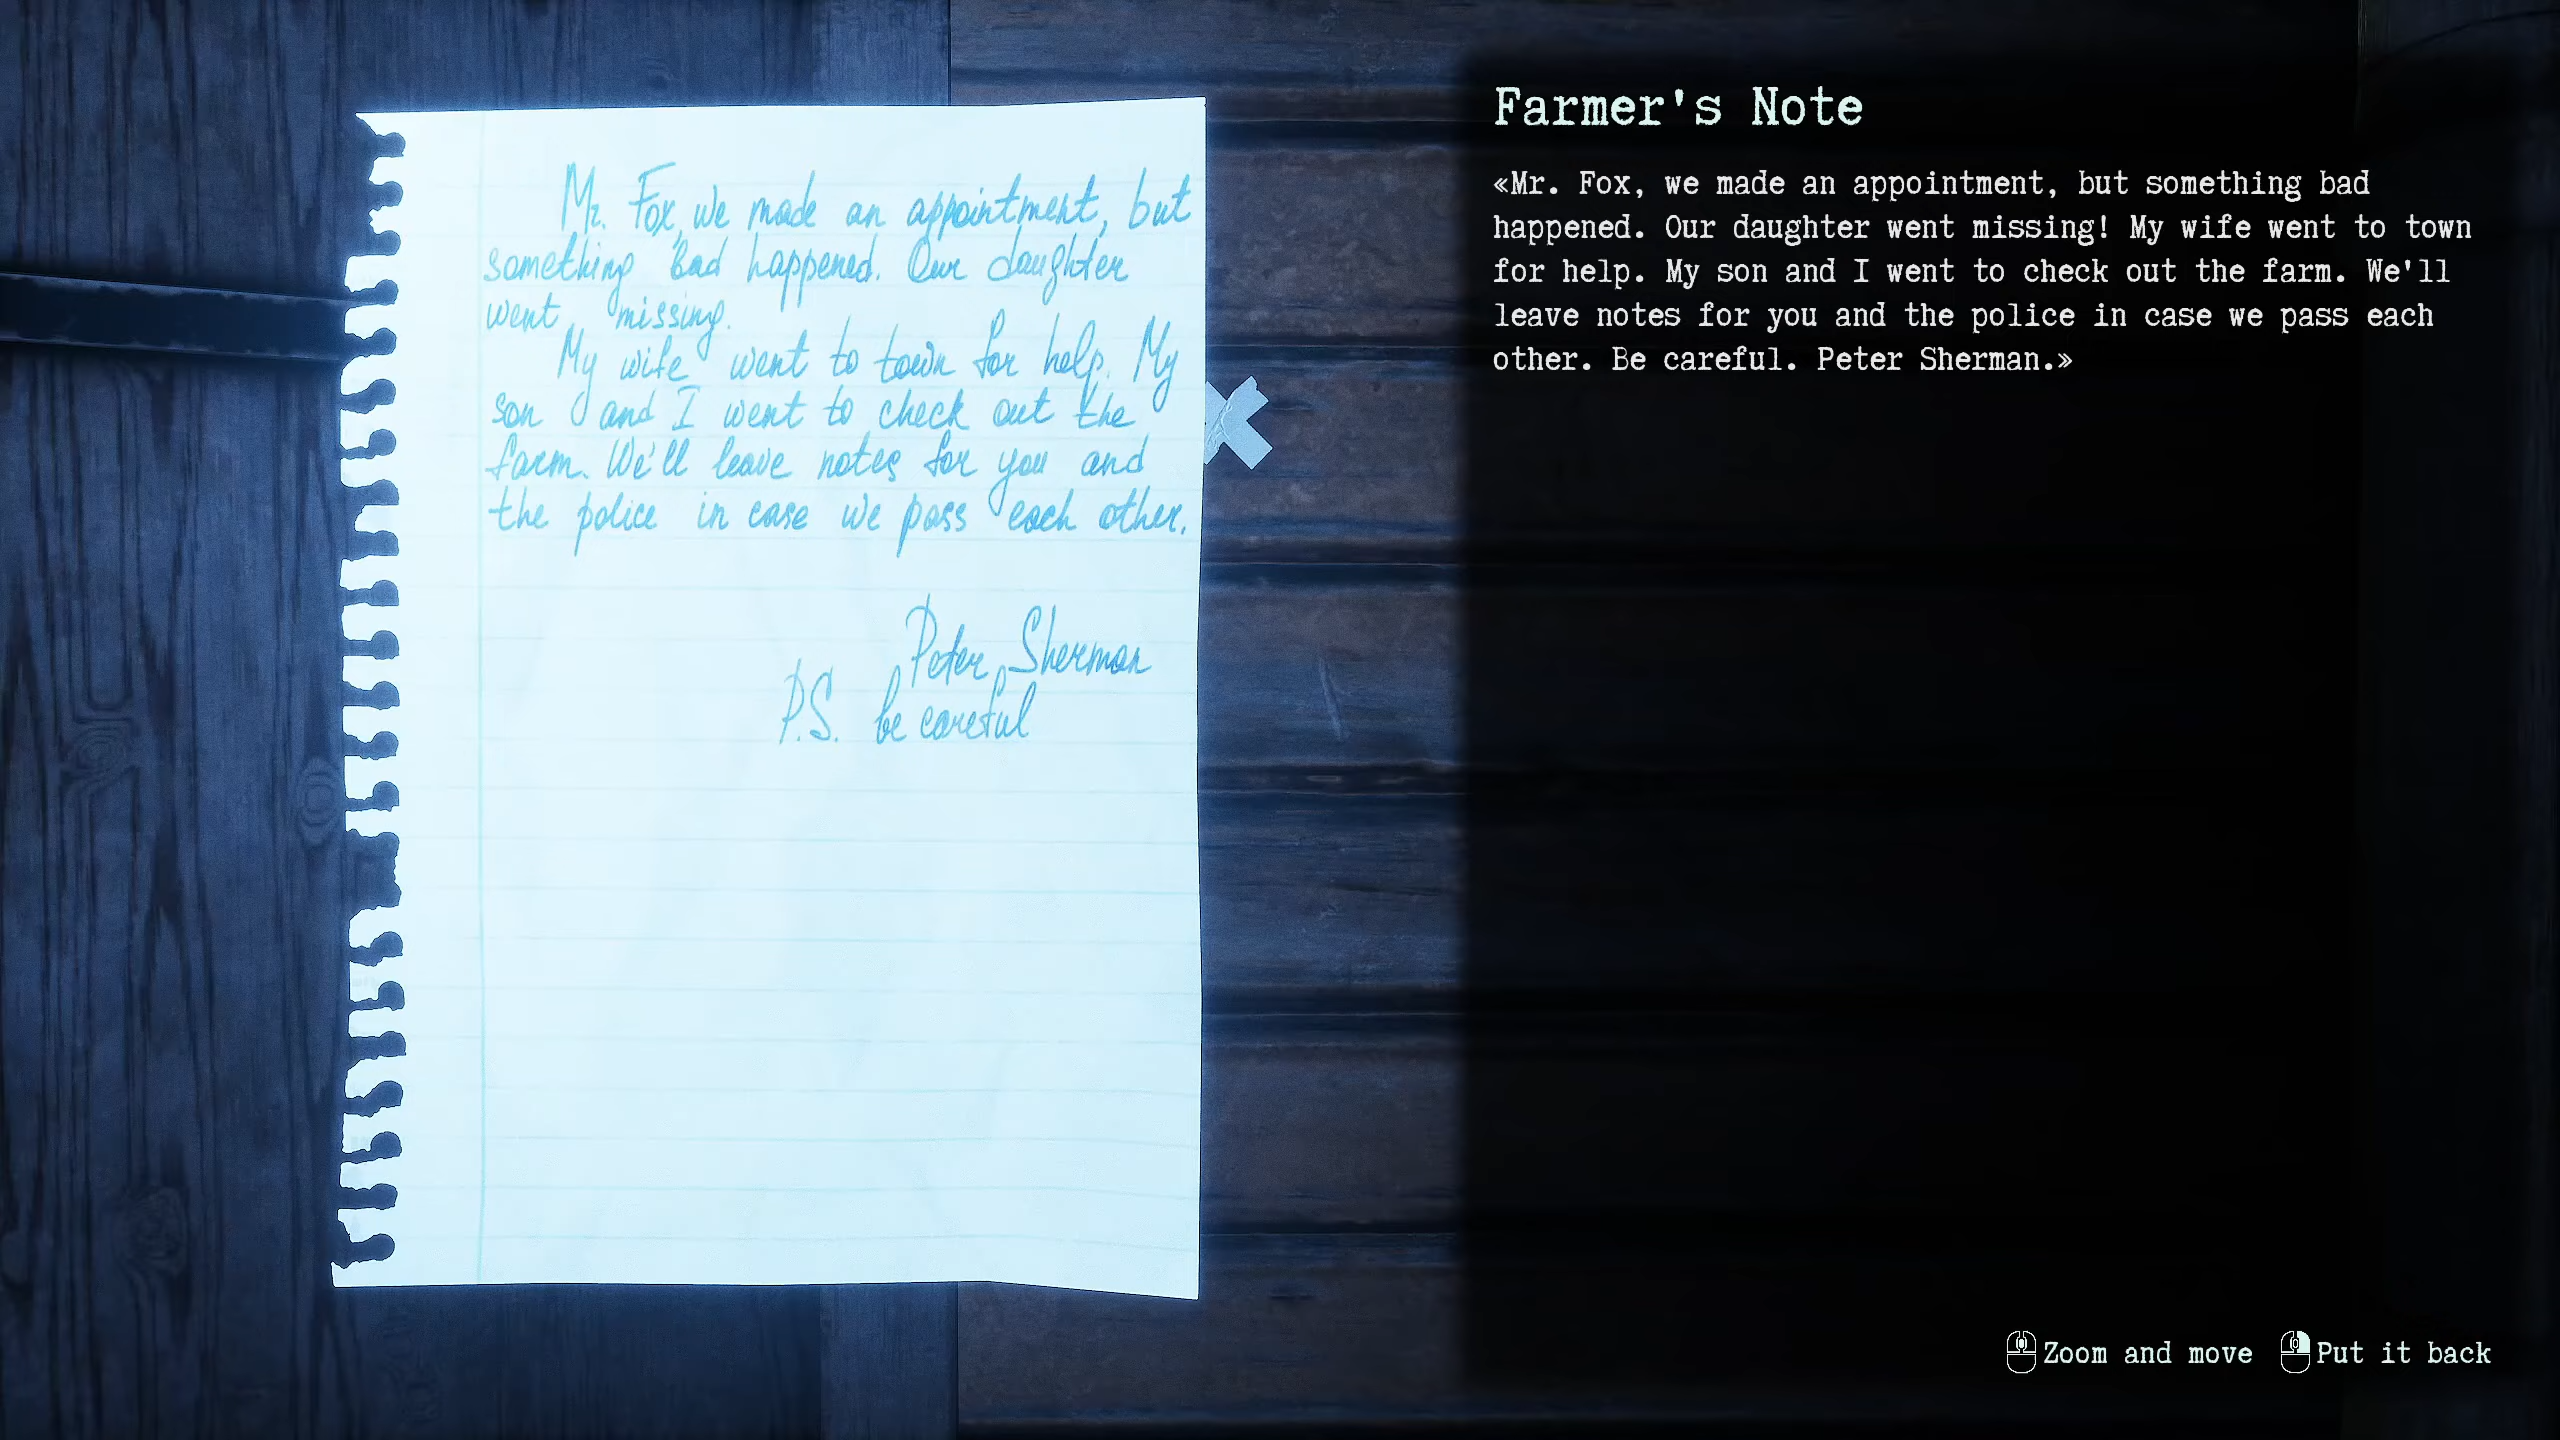 Mr. Fox, we made an appointment, but
something bad happened. Our daughter
went missing.
My wife went to town for help. My
son and I went to check out the
farm. We'll leave notes for you and
the police in case we pass each other.
Peter Sherman
P.S. be careful
Farmer's Note
«Mr. Fox, we made an appointment, but something bad
happened. Our daughter went missing! My wife went to town
for help. My son and I went to check out the farm. We'll
leave notes for you and the police in case we pass each
other. Be careful. Peter Sherman.»
Zoom and move Put it back